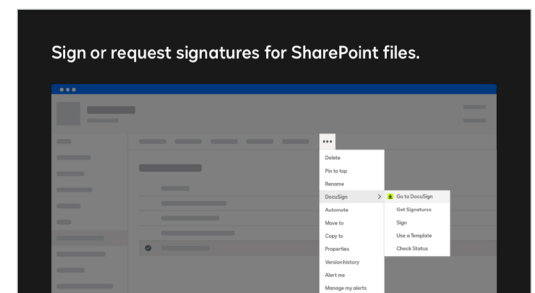 Sign or request signatures for SharePoint files.
Delete
Pin to top
Rename
DocuSign
Go to DocuSign
Automate
Get Signatures
Move to
Sign
Copy to
Use a Template
Properties
Check Status
Version history
Alert me
Manage my alerts